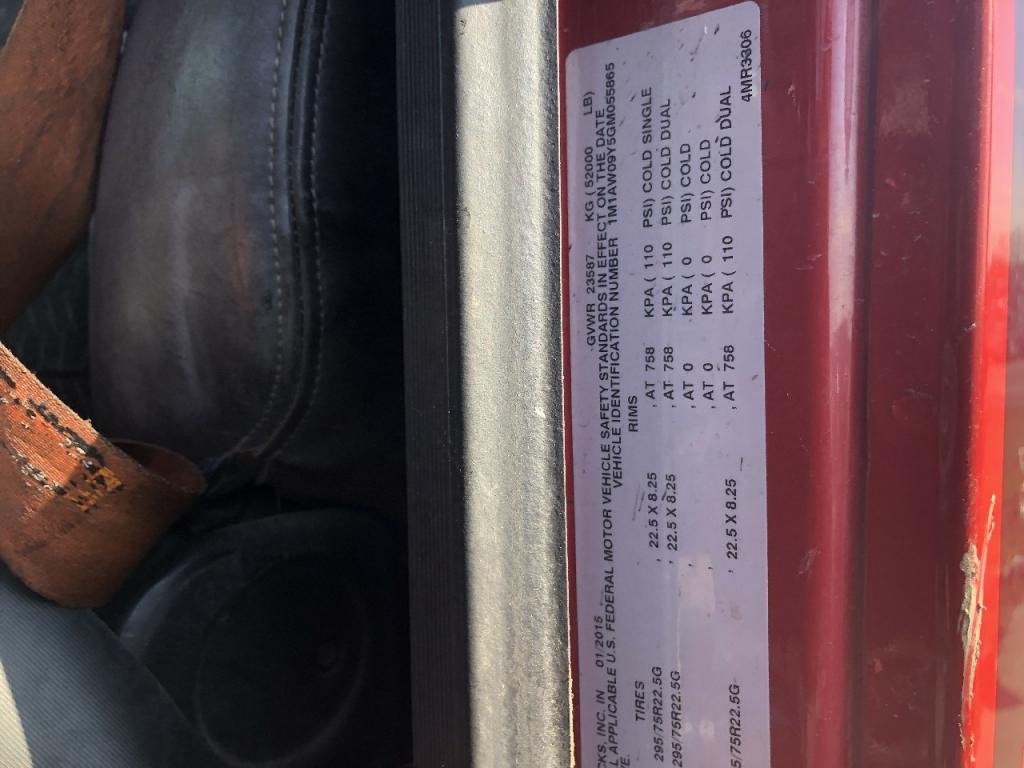 CKS, INC. IN 01/2015 GVWR 23587 KG ( 52000 LB)
L APPLICABLE U.S. FEDERAL MOTOR VEHICLE SAFETY STANDARDS IN EFFECT ON THE DATE
VE. VEHICLE IDENTIFICATION NUMBER 1M1AW09Y5GM055865
TIRES RIMS
295/75R22.5G , 22.5 X 8.25 , AT 758 KPA ( 110 PSI) COLD SINGLE
295/75R22.5G , 22.5 X 8.25 , AT 758 KPA ( 110 PSI) COLD DUAL
, , AT 0 KPA ( 0 PSI) COLD
, , AT 0 KPA ( 0 PSI) COLD
5/75R22.5G , 22.5 X 8.25 , AT 758 KPA ( 110 PSI) COLD DUAL
4MR3306